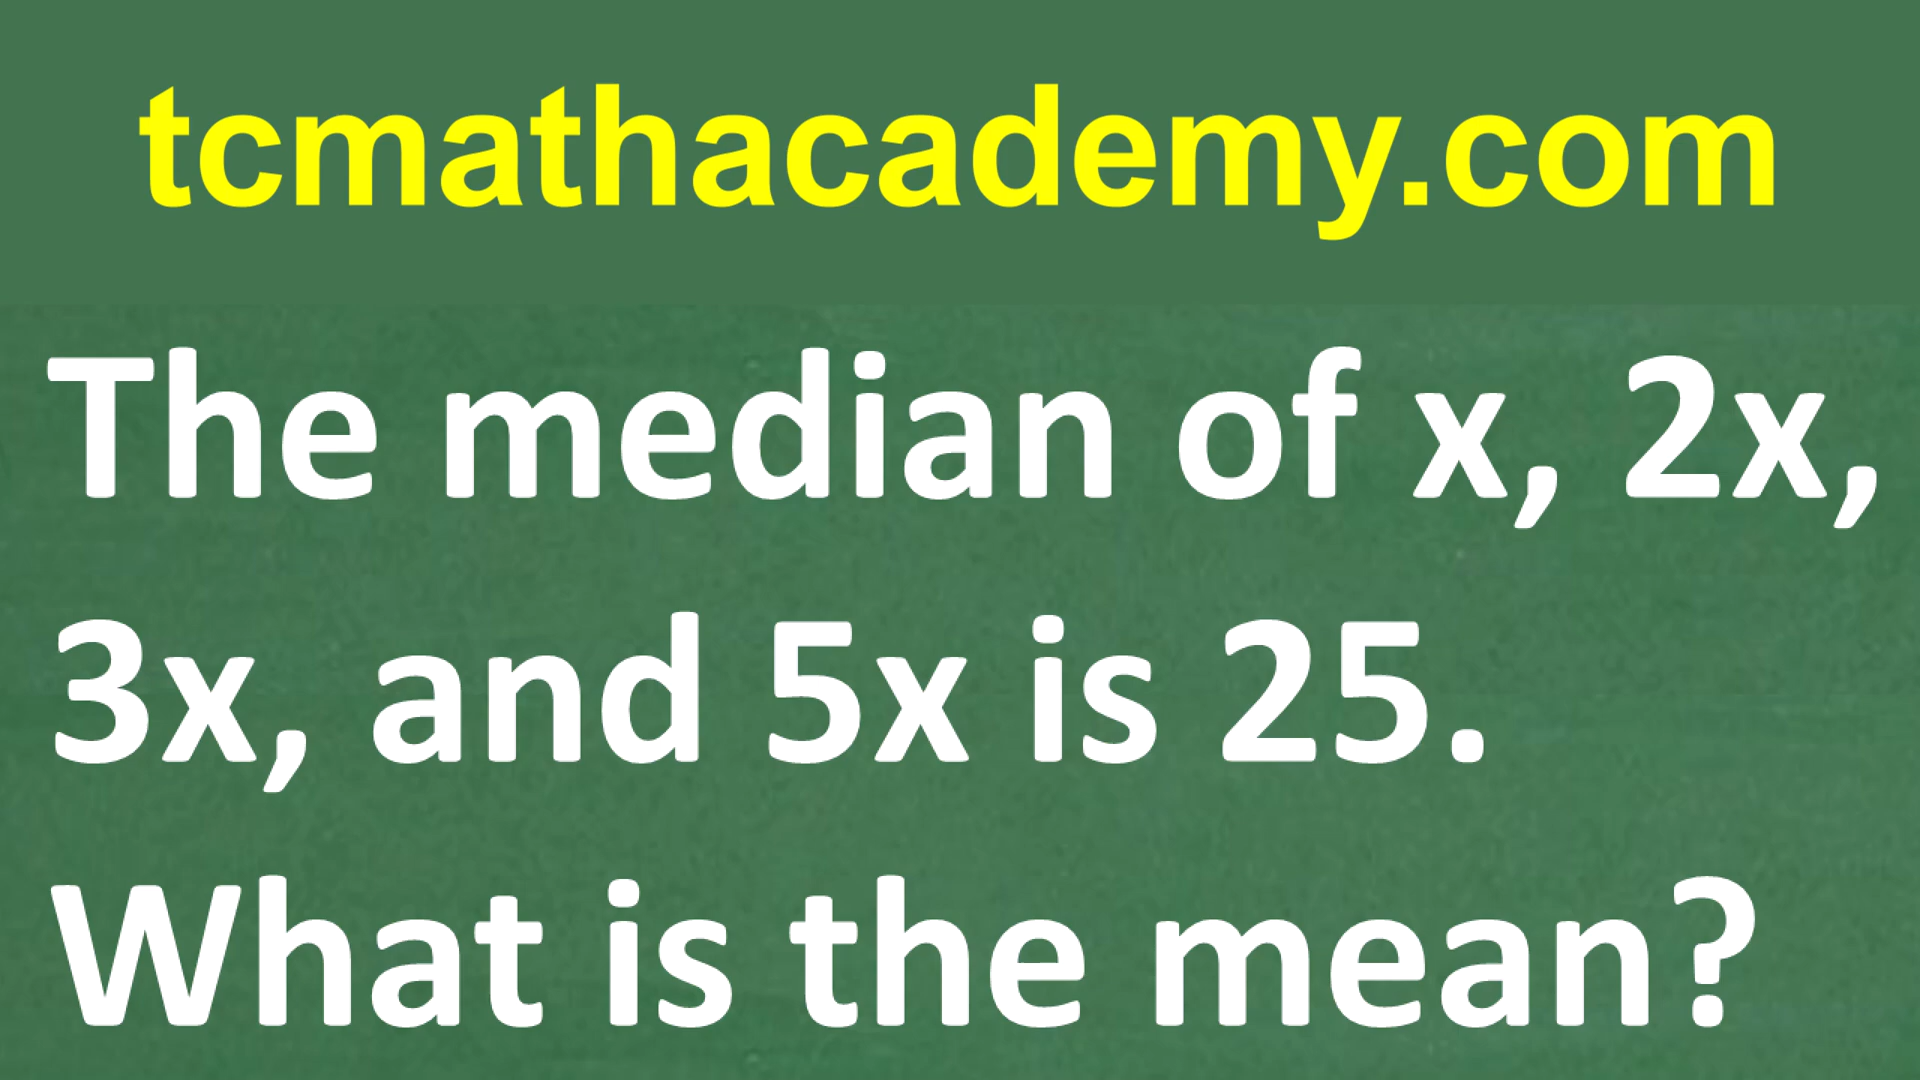 tcmathacademy.com
The median of x, 2x,
3x, and 5x is 25.
What is the mean?